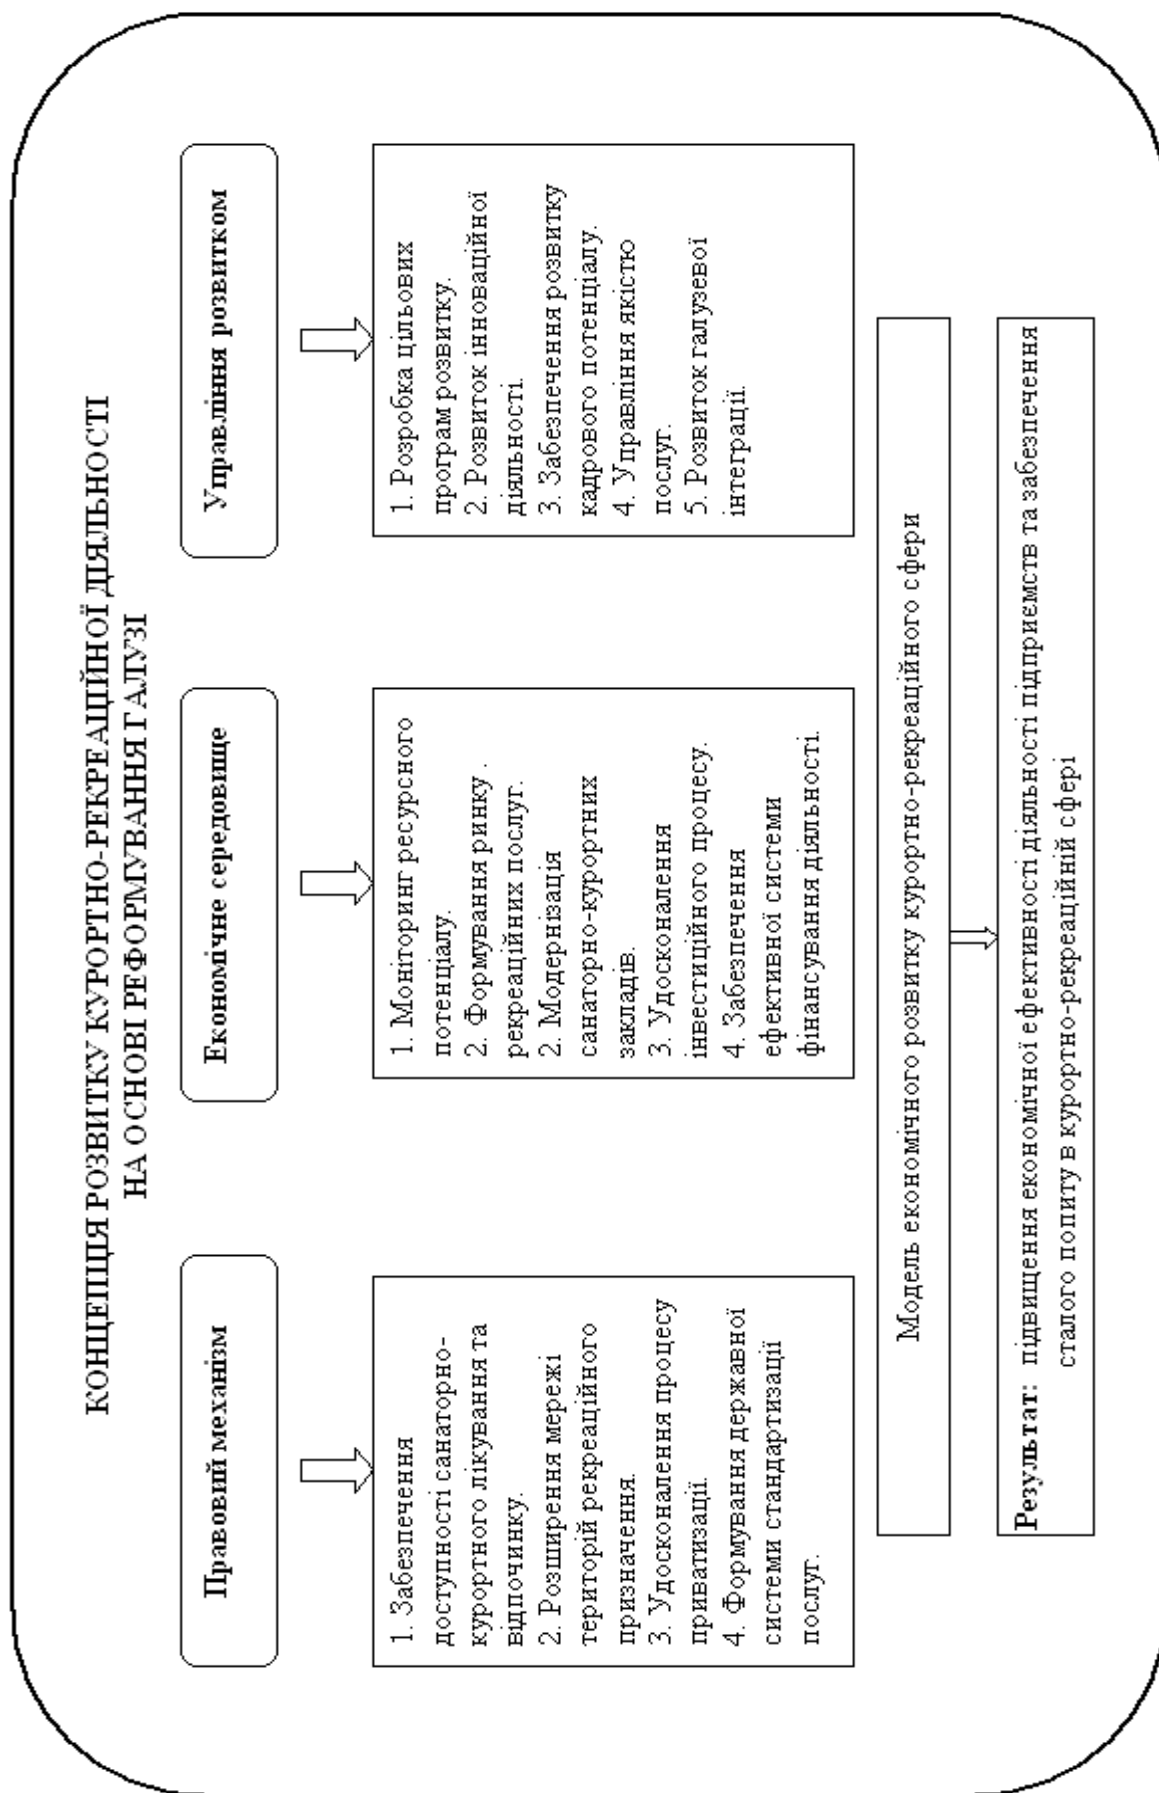 КОНЦЕПЦІЯ РОЗВИТКУ КУРОРТНО-РЕКРЕАЦІЙНОЇ ДІЯЛЬНОСТІ
НА ОСНОВІ РЕФОРМУВАННЯ ГАЛУЗІ
Правовий механізм
1. Забезпечення
доступності санаторно-
курортного лікування та
відпочинку.
2. Розширення мережі
територій рекреаційного
призначення.
3. Удосконалення процесу
приватизації.
4. Формування державної
системи стандартизації
послуг.
Економічне середовище
1. Моніторинг ресурсного
потенціалу.
2. Формування ринку .
рекреаційних послуг.
2. Модернізація
санаторно-курортних
закладів.
3. Удосконалення
інвестиційного процесу.
4. Забезпечення
ефективної системи
фінансування діяльності.
Управління розвитком
1. Розробка цільових
програм розвитку.
2. Розвиток інноваційної
діяльності.
3. Забезпечення розвитку
кадрового потенціалу.
4. Управління якістю
послуг.
5. Розвиток галузевої
інтеграції.
Модель економічного розвитку курортно-рекреаційного сфери
Результат: підвищення економічної ефективності діяльності підприємств та забезпечення
сталого попиту в курортно-рекреаційній сфері